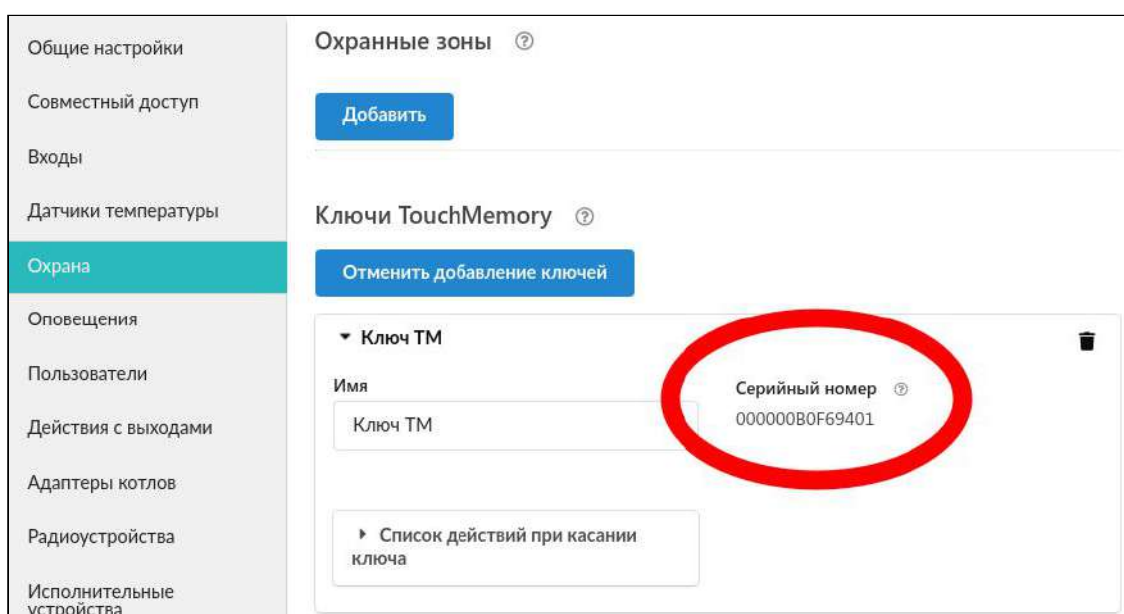 Общие настройки
Совместный доступ
Входы
Датчики температуры
Охрана
Оповещения
Пользователи
Действия с выходами
Адаптеры котлов
Радиоустройства
Исполнительные
устройства
Охранные зоны ?
Добавить
Ключи TouchMemory ?
Отменить добавление ключей
Ключ ТМ
Имя
Ключ ТМ
Серийный номер ?
000000B0F69401
Список действий при касании
ключа